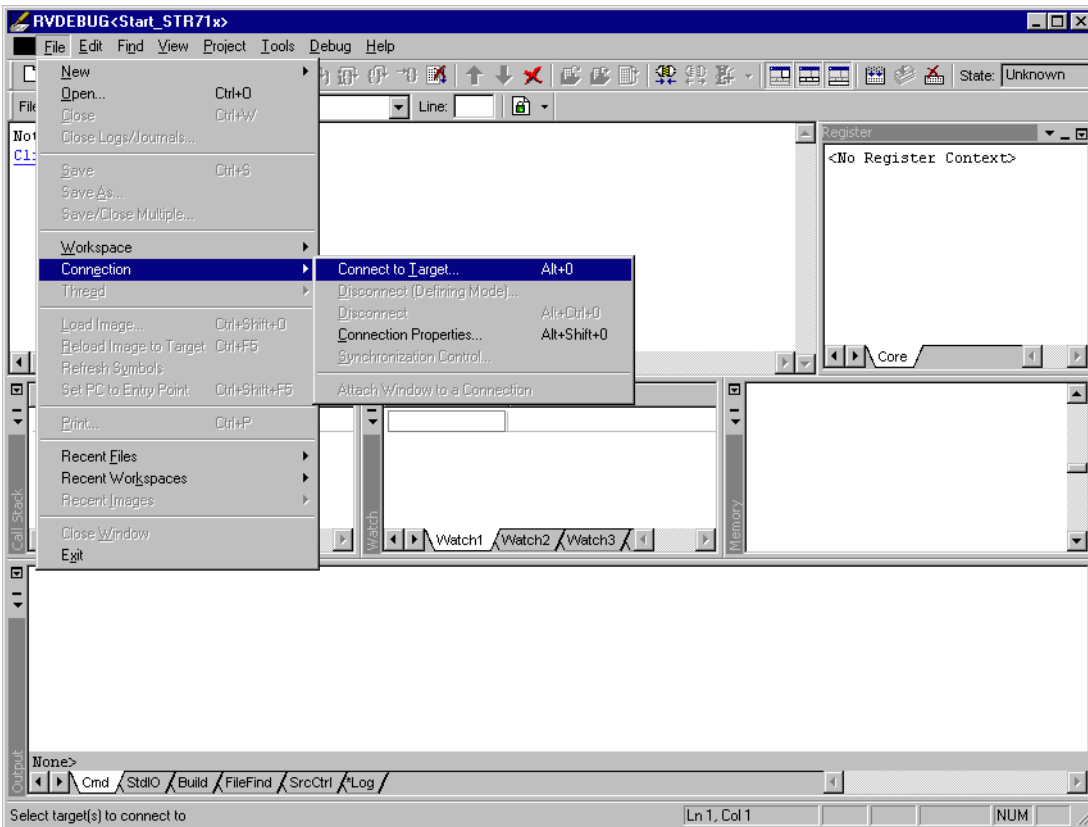 RVDEBUG<Start_STR71x>
File Edit Find View Project Tools Debug Help
State: Unknown
File
Line:
New
Open... Ctrl+O
Close Ctrl+W
Close Logs/Journals...
Save Ctrl+S
Save As...
Save/Close Multiple...
Workspace
Connection
Thread
Load Image... Ctrl+Shift+O
Reload Image to Target Ctrl+F5
Refresh Symbols
Set PC to Entry Point Ctrl+Shift+F5
Print... Ctrl+P
Recent Files
Recent Workspaces
Recent Images
Close Window
Exit
Connect to Target... Alt+0
Disconnect (Defining Mode)...
Disconnect Alt+Ctrl+0
Connection Properties... Alt+Shift+0
Synchronization Control...
Attach Window to a Connection
Register
<No Register Context>
Core
Call Stack
Watch
Watch1 Watch2 Watch3
Memory
Output
None>
Cmd StdIO Build FileFind SrcCtrl *Log
Select target(s) to connect to
Ln 1, Col 1
NUM